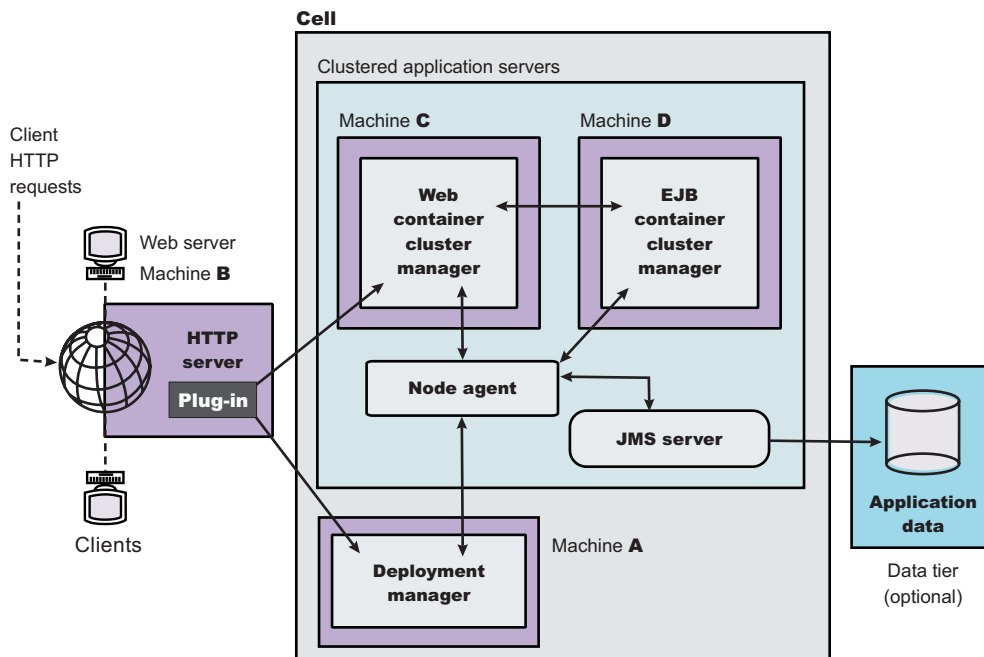 Cell
Clustered application servers
Machine C
Machine D
Client
HTTP
requests
Web
container
cluster
manager
EJB
container
cluster
manager
Web server
Machine B
HTTP
server
Plug-in
Node agent
JMS server
Application
data
Clients
Machine A
Deployment
manager
Data tier
(optional)